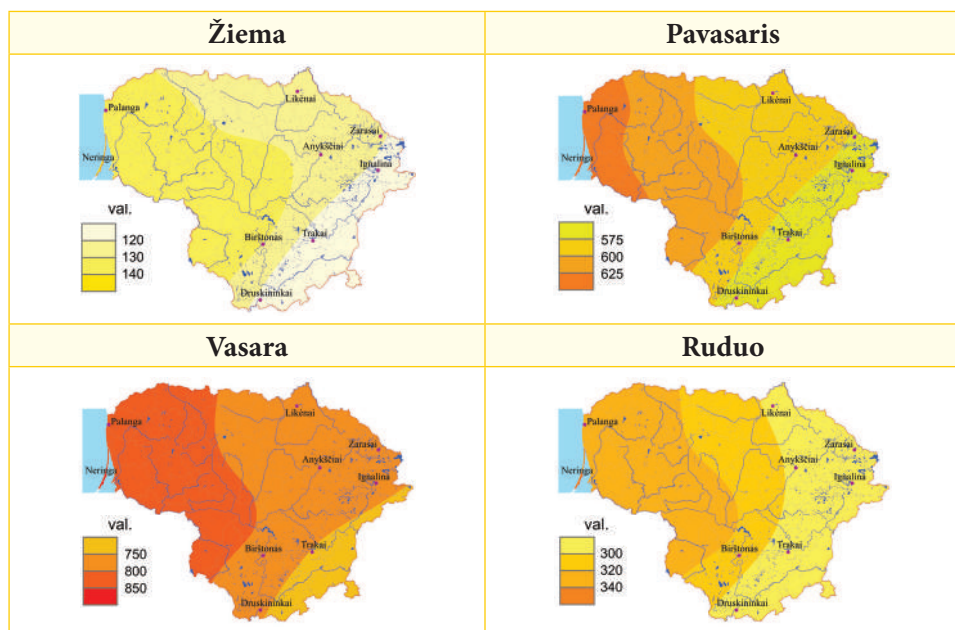 Žiema
Pavasaris
Palanga
Likėnai
Zarasai
Anykščiai
Ignalina
Neringa
val.
120
130
140
Birštonas
Trakai
Druskininkai
Palanga
Likėnai
Zarasai
Anykščiai
Ignalina
Neringa
val.
575
600
625
Birštonas
Trakai
Druskininkai
Vasara
Ruduo
Palanga
Likėnai
Zarasai
Anykščiai
Ignalina
Neringa
val.
750
800
850
Birštonas
Trakai
Druskininkai
Palanga
Likėnai
Zarasai
Anykščiai
Ignalina
Neringa
val.
300
320
340
Birštonas
Trakai
Druskininkai